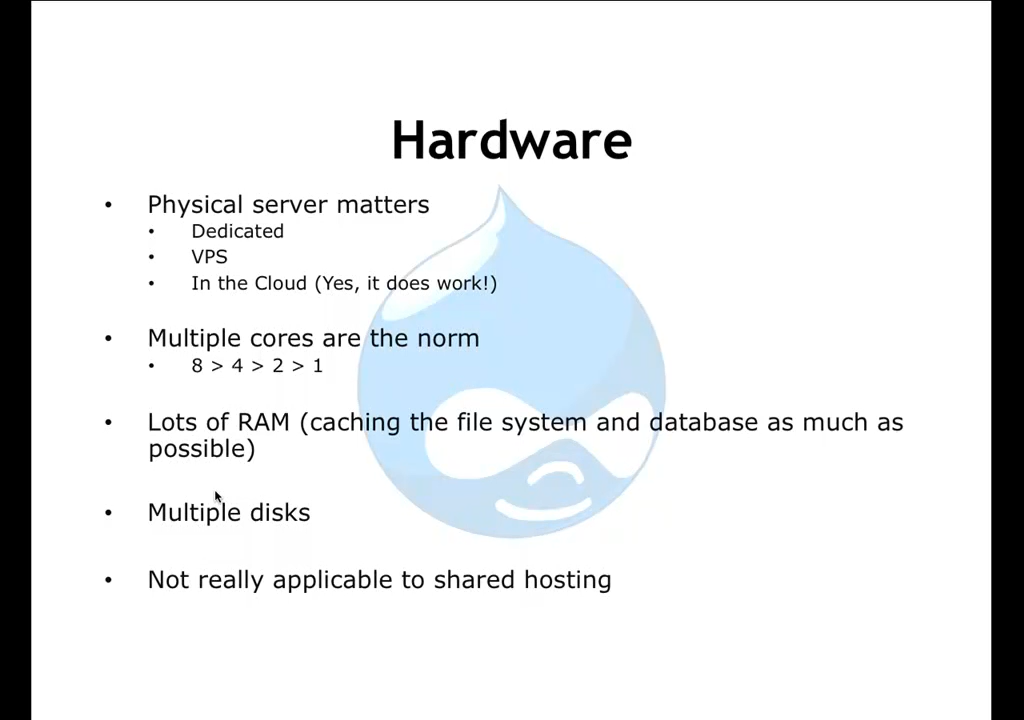 Hardware
• Physical server matters
• Dedicated
• VPS
• In the Cloud (Yes, it does work!)
• Multiple cores are the norm
• 8 > 4 > 2 > 1
• Lots of RAM (caching the file system and database as much as
possible)
• Multiple disks
• Not really applicable to shared hosting